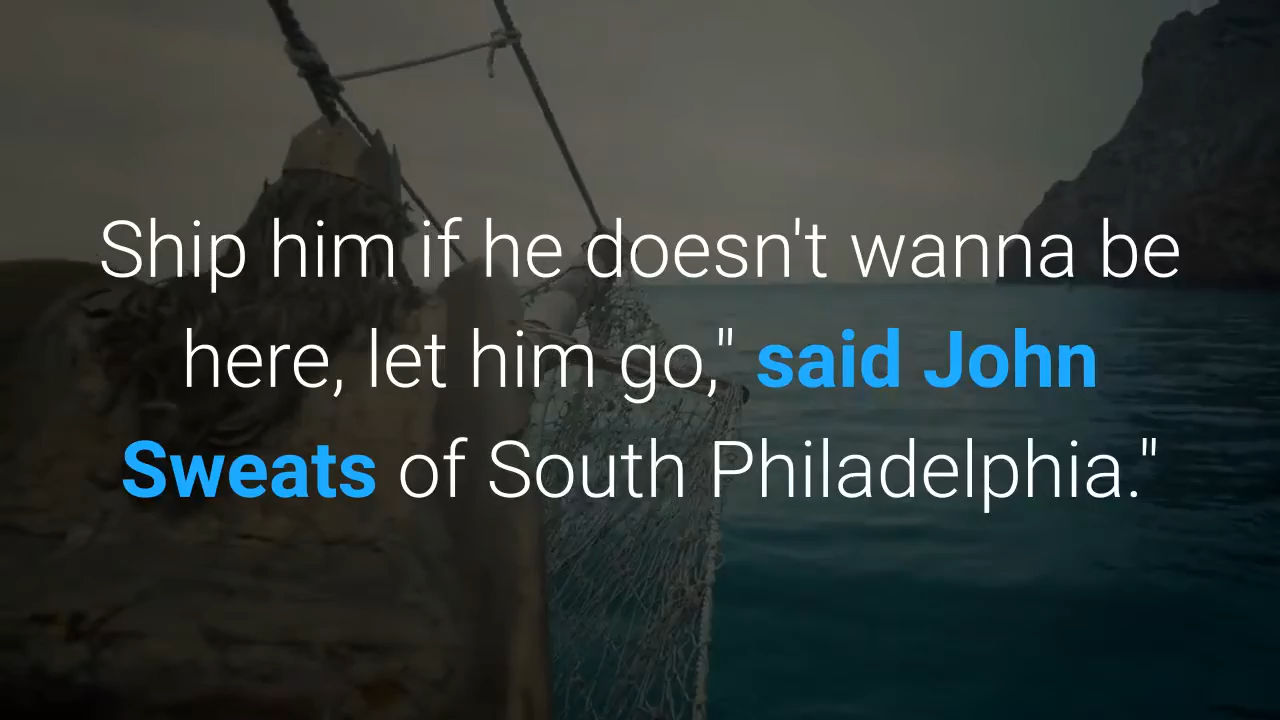 Ship him if he doesn't wanna be
here, let him go," said John
Sweats of South Philadelphia."